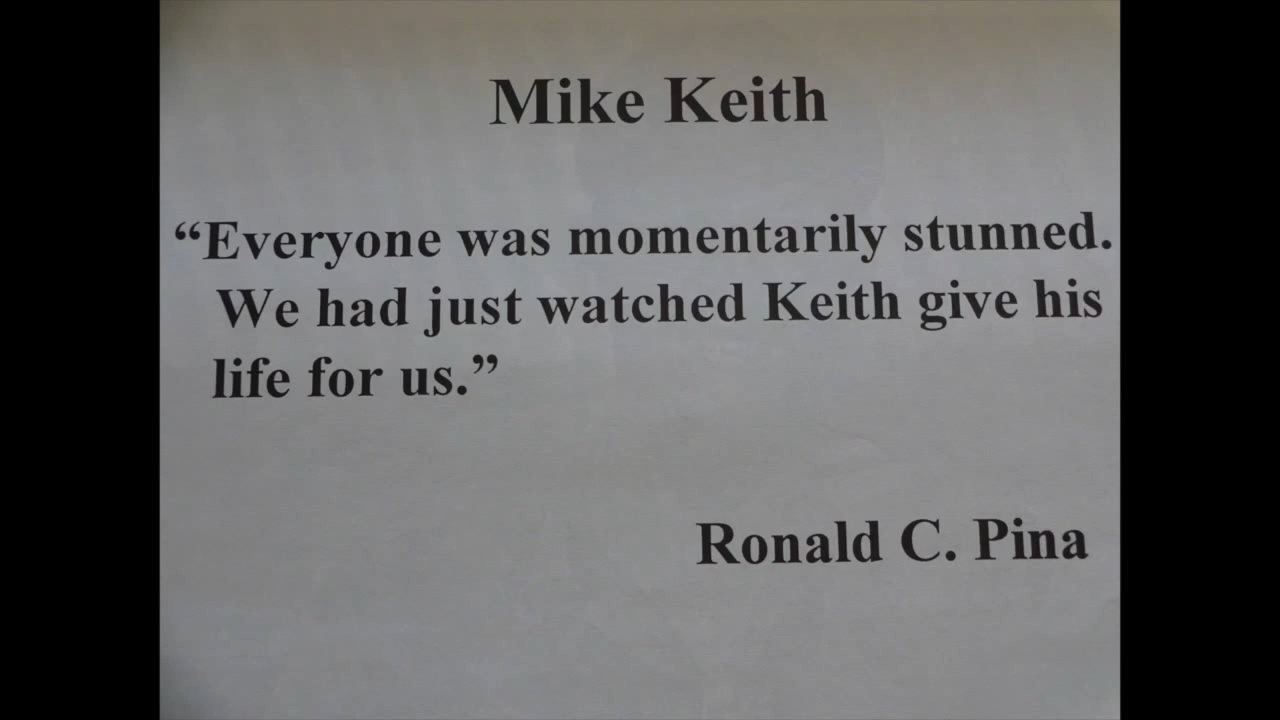 Mike Keith
“Everyone was momentarily stunned.
We had just watched Keith give his
life for us.”
Ronald C. Pina